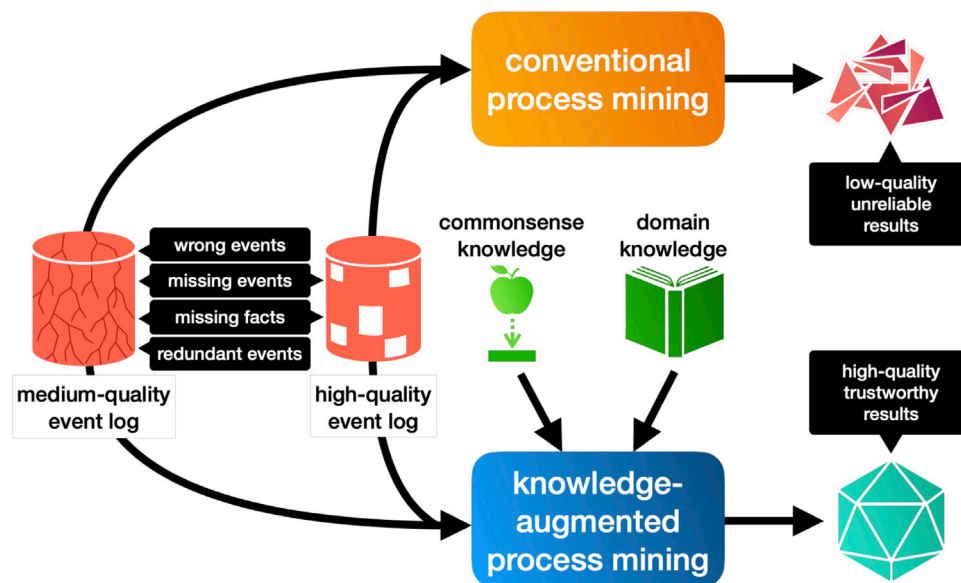 conventional
process mining
low-quality
unreliable
results
commonsense
knowledge
domain
knowledge
wrong events
missing events
missing facts
redundant events
medium-quality
event log
high-quality
event log
high-quality
trustworthy
results
knowledge-
augmented
process mining